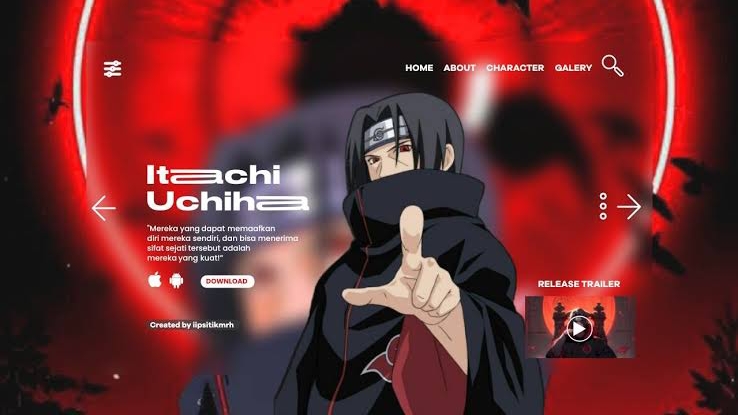 HOME ABOUT CHARACTER GALERY
Itachi
Uchiha
"Mereka yang dapat memaafkan
diri mereka sendiri, dan bisa menerima
sifat sejati tersebut adalah
mereka yang kuat!"
DOWNLOAD
RELEASE TRAILER
Created by iipsitikmrh